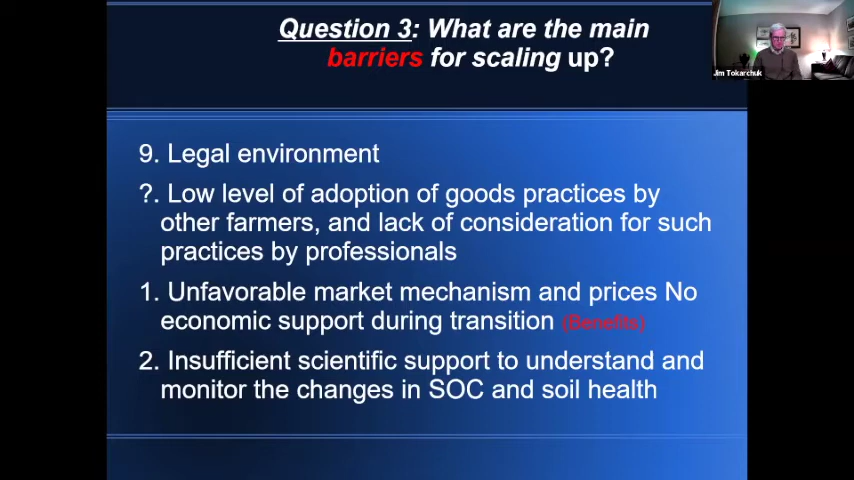 Question 3: What are the main
barriers for scaling up?
Jim Tokarchuk
9. Legal environment
?. Low level of adoption of goods practices by
other farmers, and lack of consideration for such
practices by professionals
1. Unfavorable market mechanism and prices No
economic support during transition (Benefits)
2. Insufficient scientific support to understand and
monitor the changes in SOC and soil health